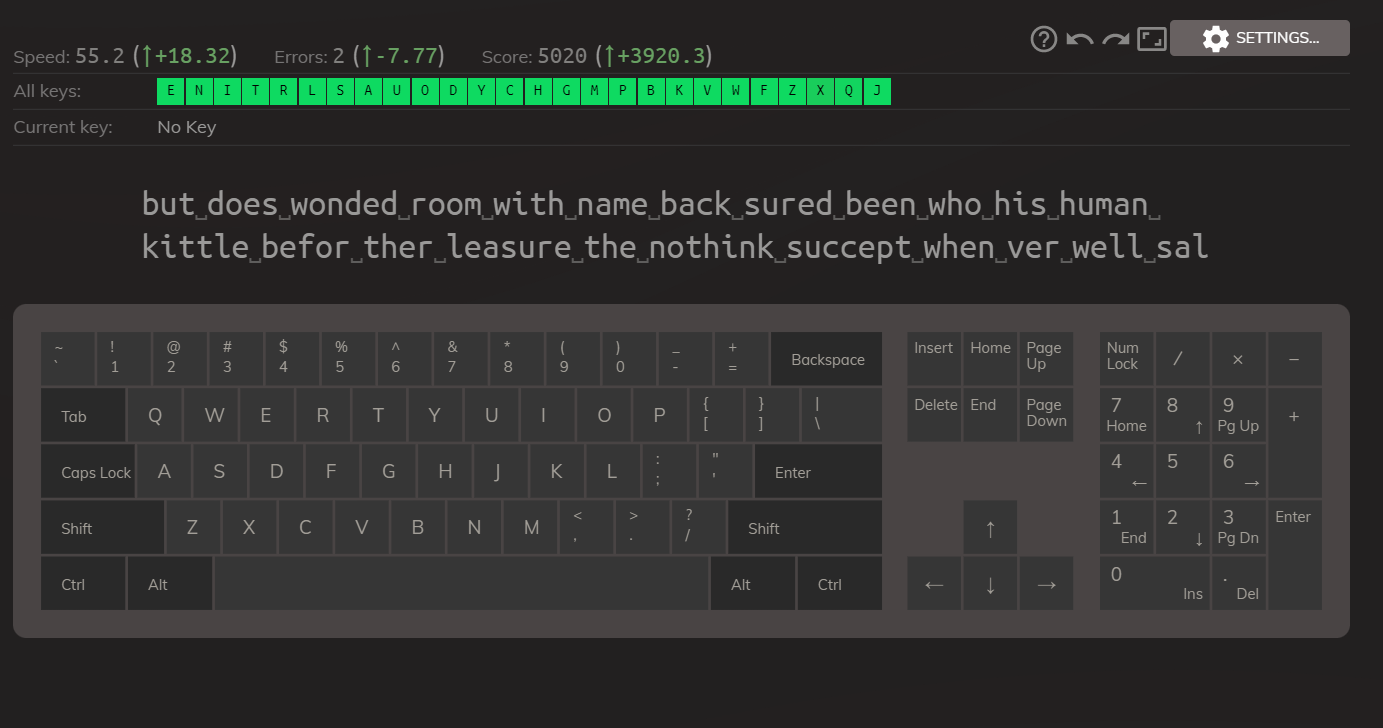 Speed: 55.2 (↑+18.32) Errors: 2 (↑-7.77) Score: 5020 (↑+3920.3) SETTINGS...
All keys: E N I T R L S A U O D Y C H G M P B K V W F Z X Q J
Current key: No Key
but␣does␣wonded␣room␣with␣name␣back␣sured␣been␣who␣his␣human␣
kittle␣befor␣ther␣leasure␣the␣nothink␣succept␣when␣ver␣well␣sal
~ ! @ # $ % ^ & * ( ) _ +
` 1 2 3 4 5 6 7 8 9 0 - = Backspace
Insert Home Page Up Num Lock / × −
Tab Q W E R T Y U I O P { [ } ] | \
Delete End Page Down 7 Home 8 ↑ 9 Pg Up +
Caps Lock A S D F G H J K L : ; " ' Enter
4 ← 5 6 →
Shift Z X C V B N M < , > . ? / Shift
↑ 1 End 2 ↓ 3 Pg Dn Enter
Ctrl Alt Alt Ctrl
← ↓ → 0 Ins . Del